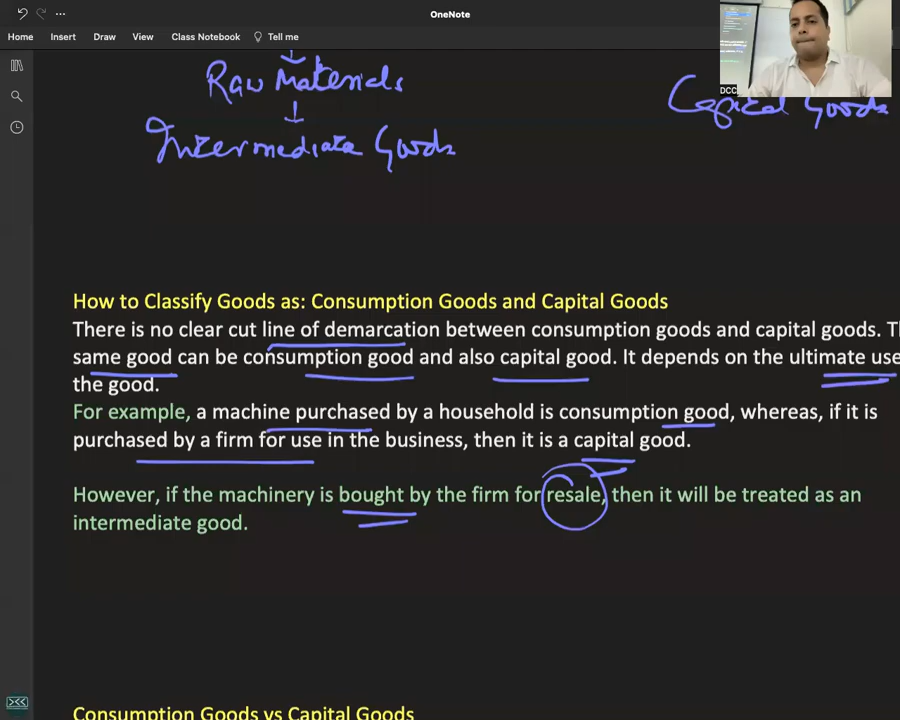 OneNote
Home Insert Draw View Class Notebook Tell me
DCC
Raw Materials
Capital Goods
Intermediate Goods
How to Classify Goods as: Consumption Goods and Capital Goods
There is no clear cut line of demarcation between consumption goods and capital goods. T
same good can be consumption good and also capital good. It depends on the ultimate use
the good.
For example, a machine purchased by a household is consumption good, whereas, if it is
purchased by a firm for use in the business, then it is a capital good.
However, if the machinery is bought by the firm for resale, then it will be treated as an
intermediate good.
Consumption Goods vs Capital Goods